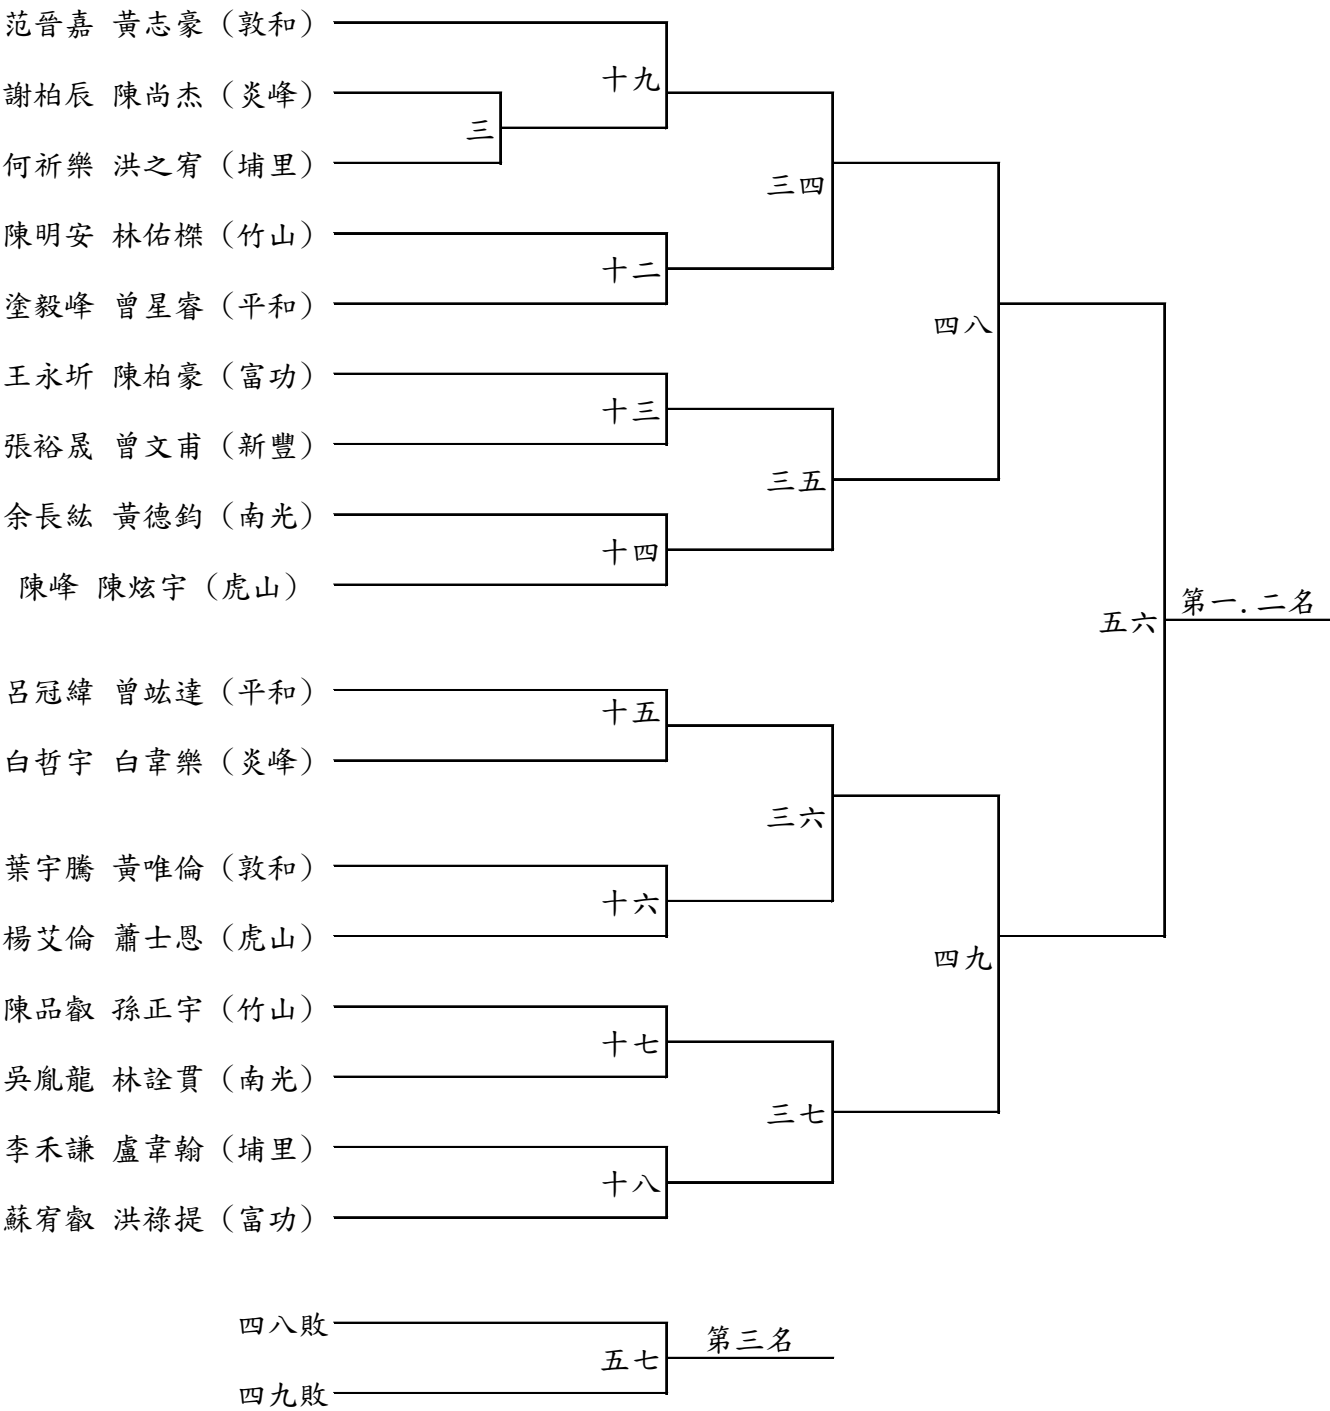 范晉嘉 黃志豪（敦和）
十九
謝柏辰 陳尚杰（炎峰）
三
何祈樂 洪之宥（埔里）
三四
陳明安 林佑榤（竹山）
十二
塗毅峰 曾星睿（平和）
四八
王永圻 陳柏豪（富功）
十三
張裕晟 曾文甫（新豐）
三五
余長紘 黃德鈞（南光）
十四
陳峰 陳炫宇（虎山）
第一.二名
五六
呂冠緯 曾竑達（平和）
十五
白哲宇 白韋樂（炎峰）
三六
葉宇騰 黃唯倫（敦和）
十六
楊艾倫 蕭士恩（虎山）
四九
陳品叡 孫正宇（竹山）
十七
吳胤龍 林詮貫（南光）
三七
李禾謙 盧韋翰（埔里）
十八
蘇宥叡 洪祿提（富功）
四八敗
第三名
五七
四九敗